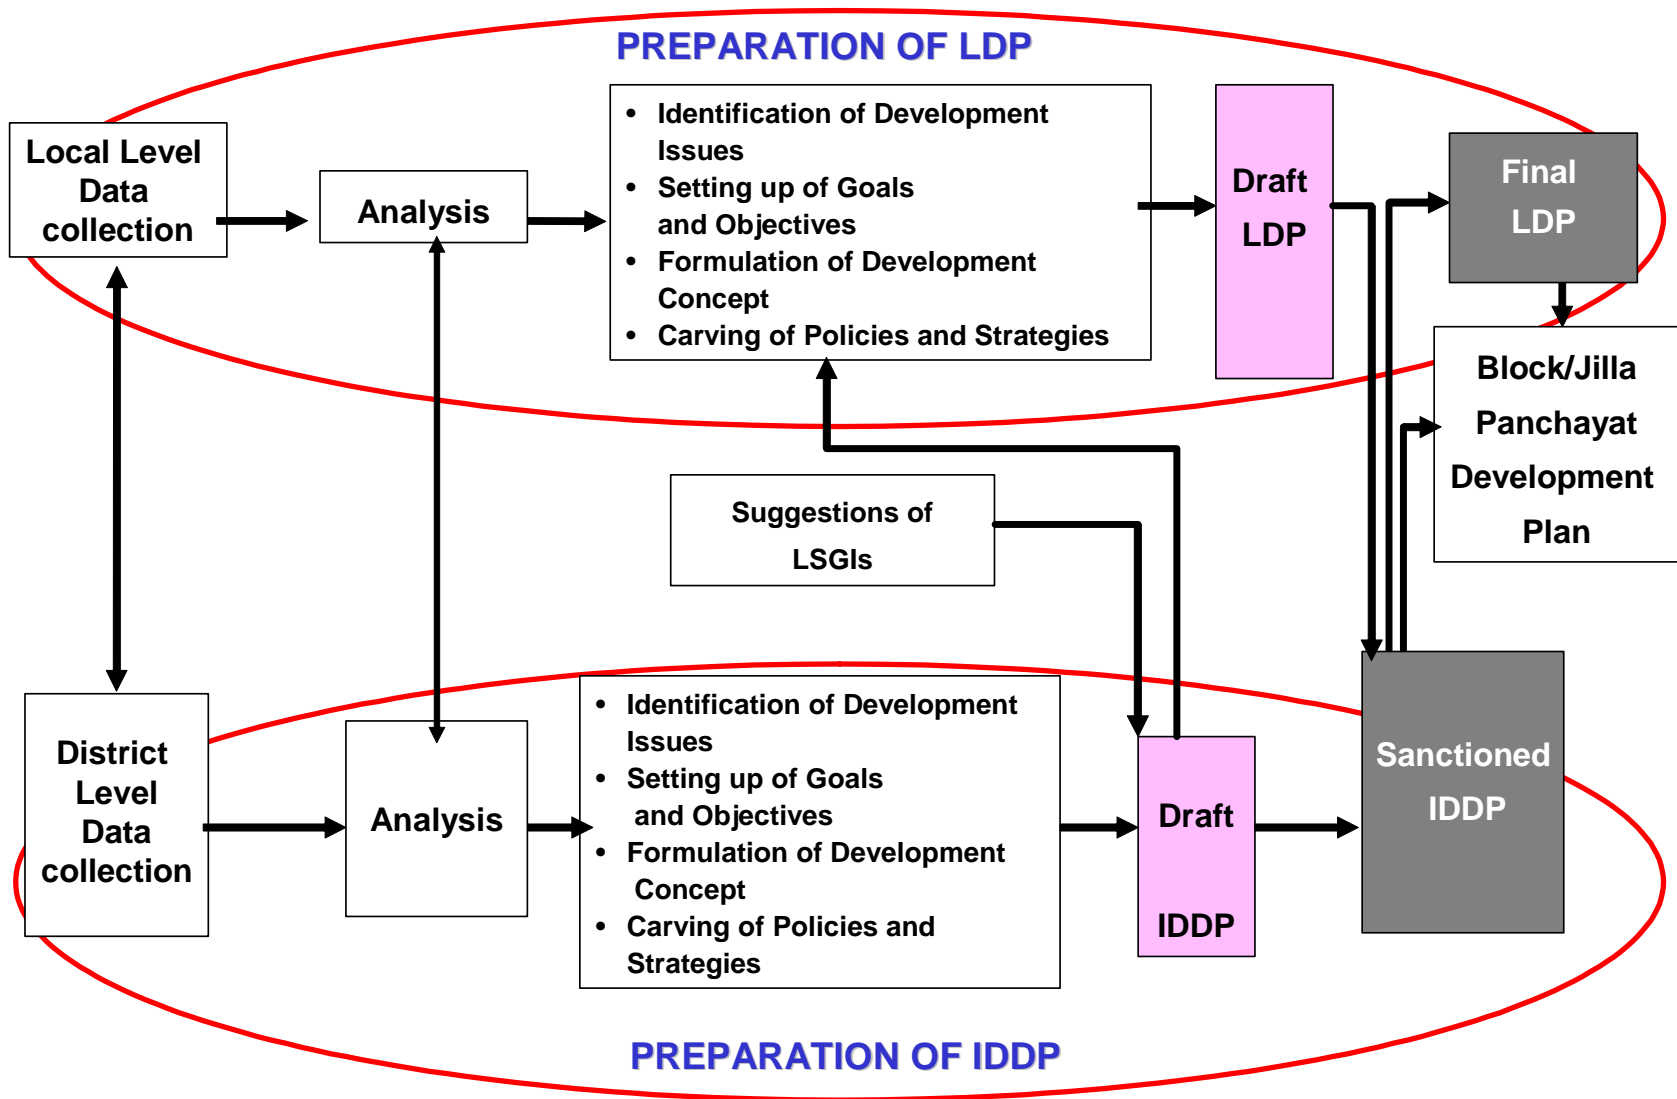 PREPARATION OF LDP
Local Level
Data
collection
Analysis
• Identification of Development
Issues
• Setting up of Goals
and Objectives
• Formulation of Development
Concept
• Carving of Policies and Strategies
Draft
LDP
Final
LDP
Block/Jilla
Panchayat
Development
Plan
Suggestions of
LSGIs
District
Level
Data
collection
Analysis
• Identification of Development
Issues
• Setting up of Goals
and Objectives
• Formulation of Development
Concept
• Carving of Policies and
Strategies
Draft
IDDP
Sanctioned
IDDP
PREPARATION OF IDDP